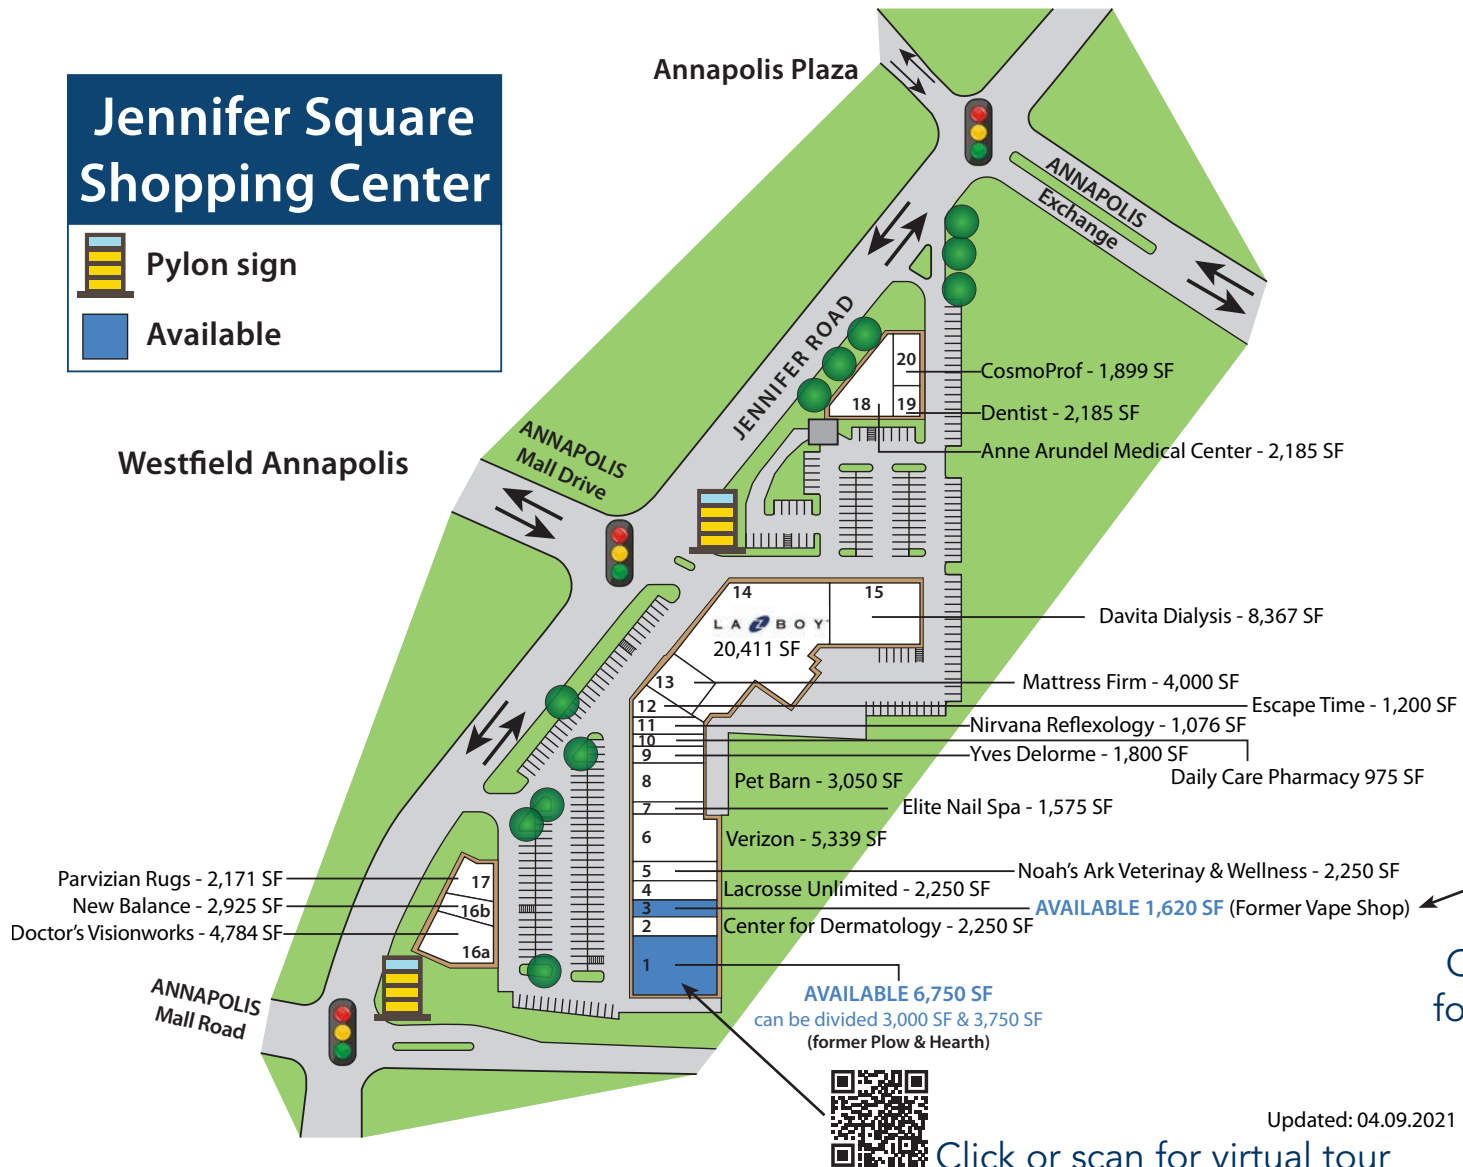 Jennifer Square
Shopping Center
Pylon sign
Available
Annapolis Plaza
ANNAPOLIS
Exchange
JENNIFER ROAD
Westfield Annapolis
ANNAPOLIS
Mall Drive
20
CosmoProf - 1,899 SF
18
19
Dentist - 2,185 SF
Anne Arundel Medical Center - 2,185 SF
14
15
LA Z BOY
20,411 SF
Davita Dialysis - 8,367 SF
13
Mattress Firm - 4,000 SF
12
Escape Time - 1,200 SF
11
Nirvana Reflexology - 1,076 SF
10
9
Yves Delorme - 1,800 SF
Daily Care Pharmacy 975 SF
8
Pet Barn - 3,050 SF
7
Elite Nail Spa - 1,575 SF
6
Verizon - 5,339 SF
5
Noah's Ark Veterinay & Wellness - 2,250 SF
4
Lacrosse Unlimited - 2,250 SF
3
AVAILABLE 1,620 SF (Former Vape Shop)
2
Center for Dermatology - 2,250 SF
1
AVAILABLE 6,750 SF
can be divided 3,000 SF & 3,750 SF
(former Plow & Hearth)
Parvizian Rugs - 2,171 SF
17
New Balance - 2,925 SF
16b
Doctor's Visionworks - 4,784 SF
16a
ANNAPOLIS
Mall Road
C
fo
Updated: 04.09.2021
Click or scan for virtual tour